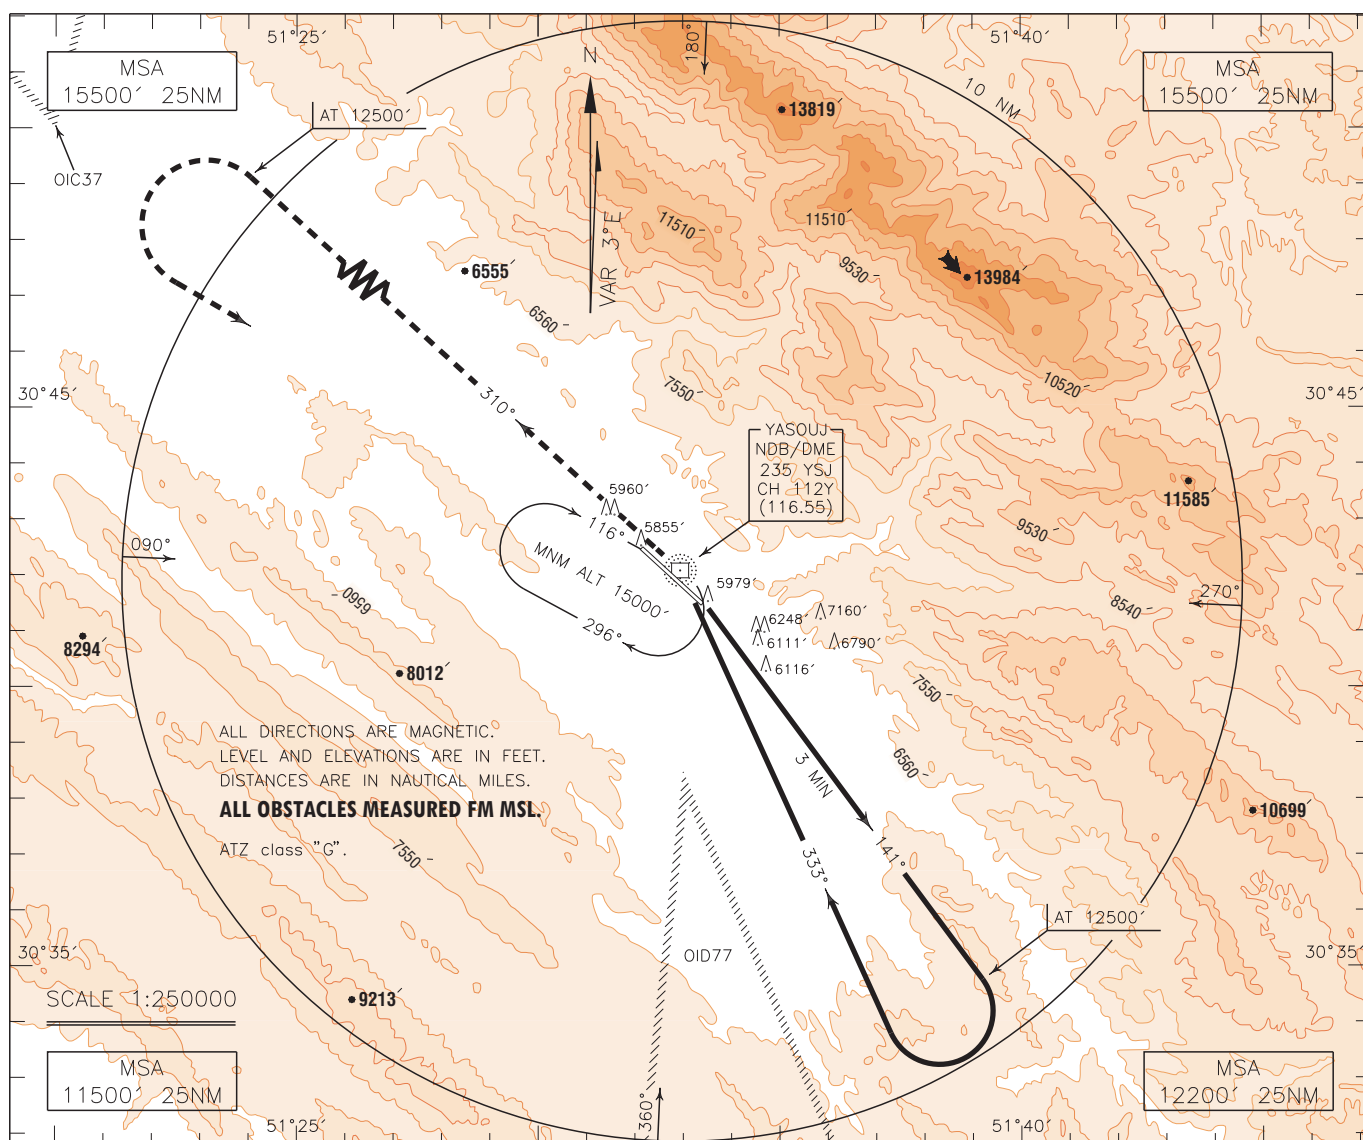 51°25′
51°40′
MSA
15500′ 25NM
MSA
15500′ 25NM
180°
10 NM
N
AT 12500′
13819′
OIC37
VAR 3°E
11510
11510
6555′
9530
13984′
6560
7550
10520
30°45′
30°45′
310°
YASOUJ
NDB/DME
235 YSJ
CH 112Y
(116.55)
11585′
5960′
5855′
116°
9530
090°
MNM ALT 15000′
5979′
270°
6560
7160′
8540
6248′
6111′
6790′
6116′
296°
8294′
8012′
7550
ALL DIRECTIONS ARE MAGNETIC.
LEVEL AND ELEVATIONS ARE IN FEET.
DISTANCES ARE IN NAUTICAL MILES.
ALL OBSTACLES MEASURED FM MSL.
ATZ class "G".
3 MIN
6560
10699′
7550
141°
333°
AT 12500′
30°35′
OID77
30°35′
SCALE 1:250000
9213′
MSA
11500′ 25NM
MSA
12200′ 25NM
360°
51°25′
51°40′